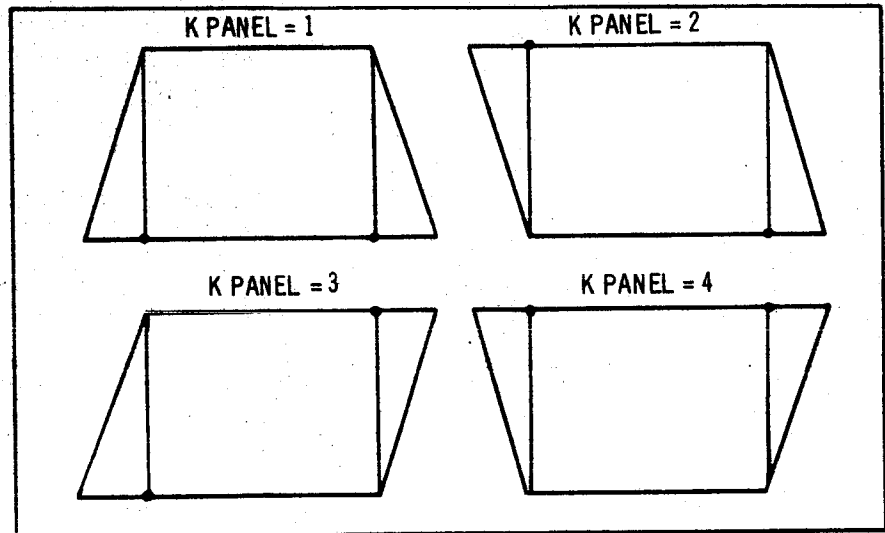 K PANEL = 1
K PANEL = 2
K PANEL = 3
K PANEL = 4